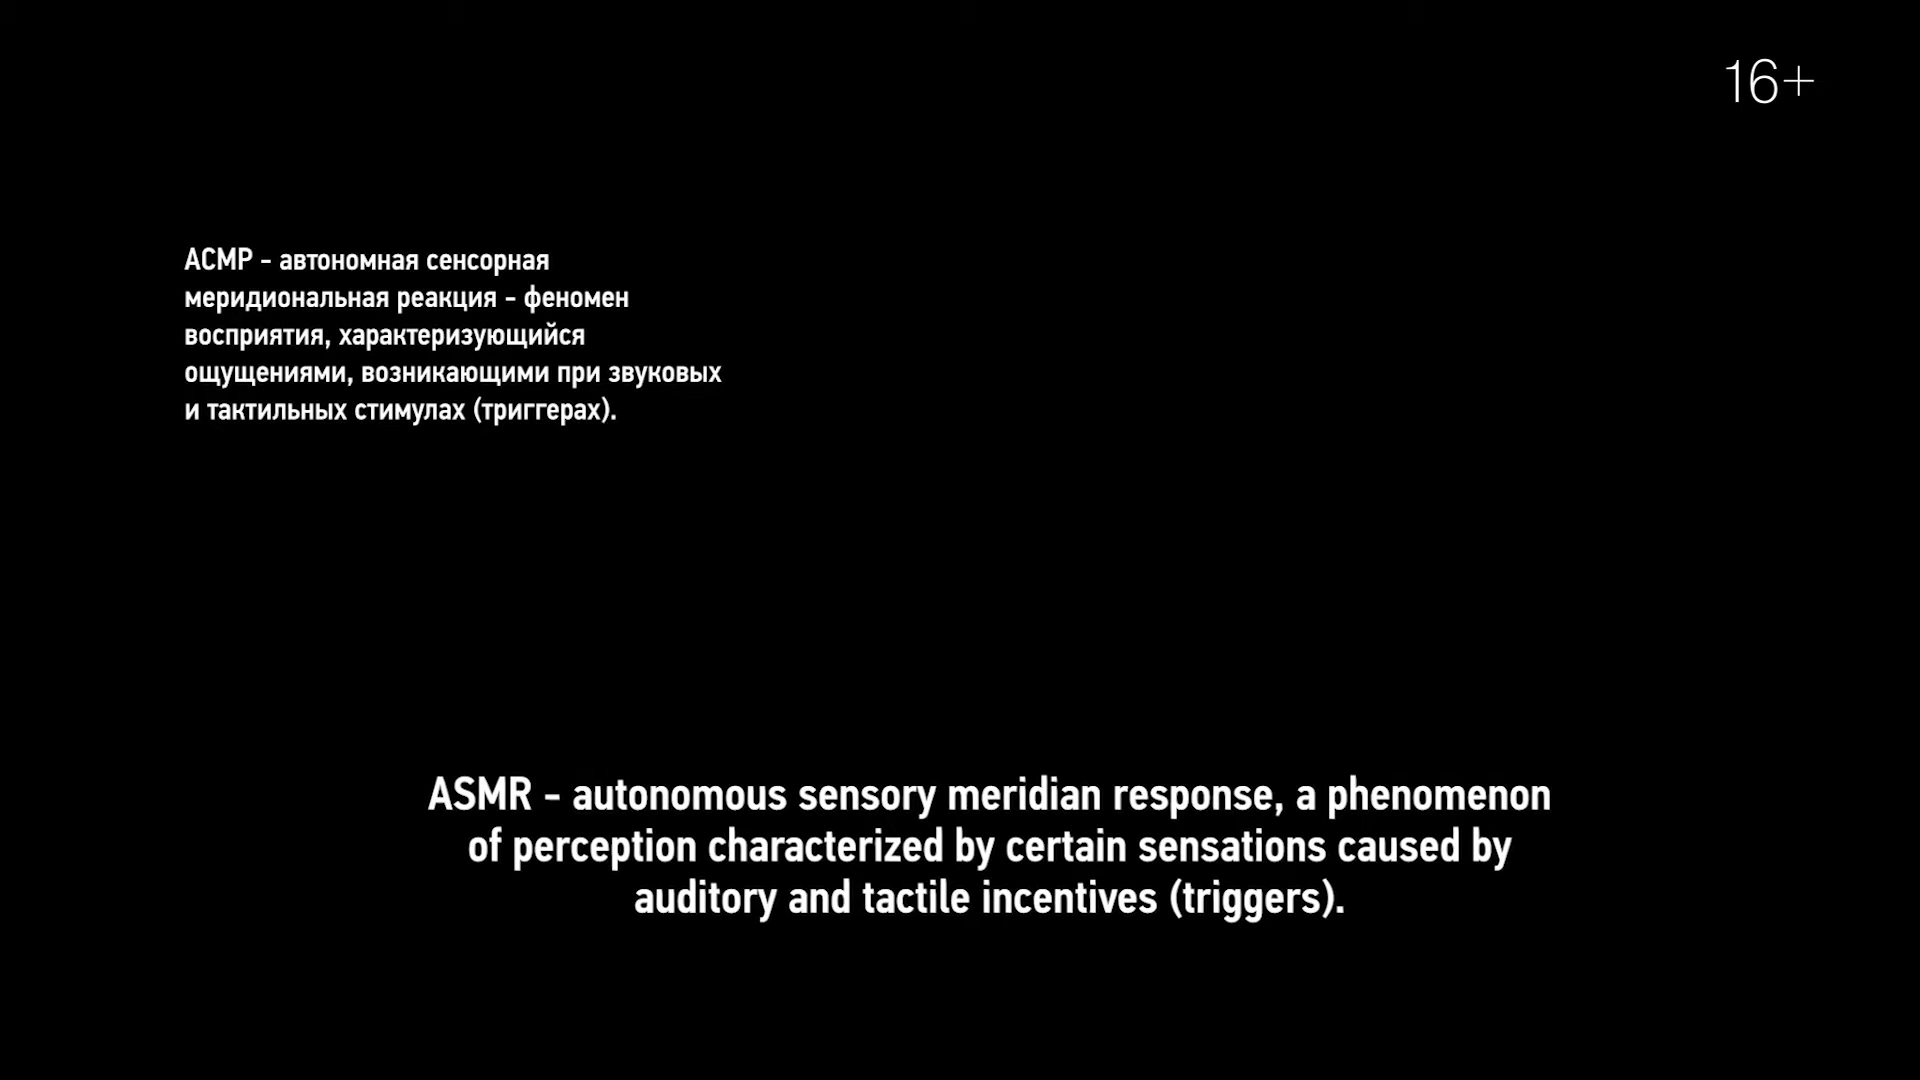 16+
АСМР - автономная сенсорная
меридиональная реакция - феномен
восприятия, характеризующийся
ощущениями, возникающими при звуковых
и тактильных стимулах (триггерах).
ASMR - autonomous sensory meridian response, a phenomenon
of perception characterized by certain sensations caused by
auditory and tactile incentives (triggers).